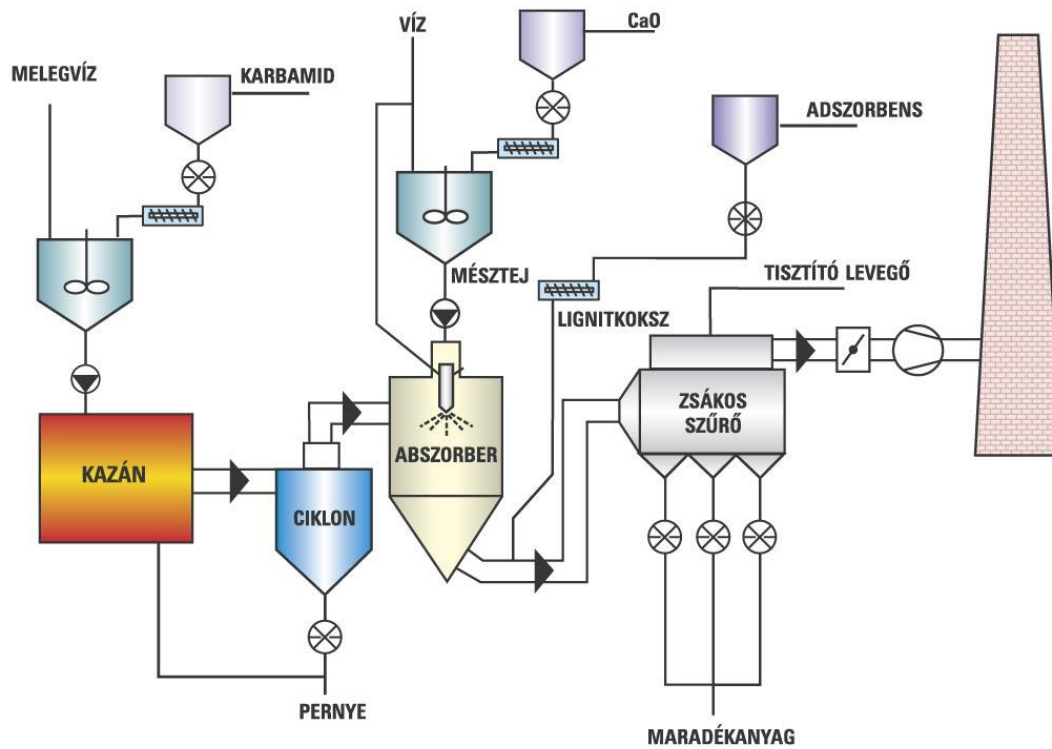 VÍZ
CaO
MELEGVÍZ
KARBAMID
ADSZORBENS
MÉSZTEJ
TISZTÍTÓ LEVEGŐ
LIGNITKOKSZ
ZSÁKOS
SZŰRŐ
ABSZORBER
KAZÁN
CIKLON
PERNYE
MARADÉKANYAG